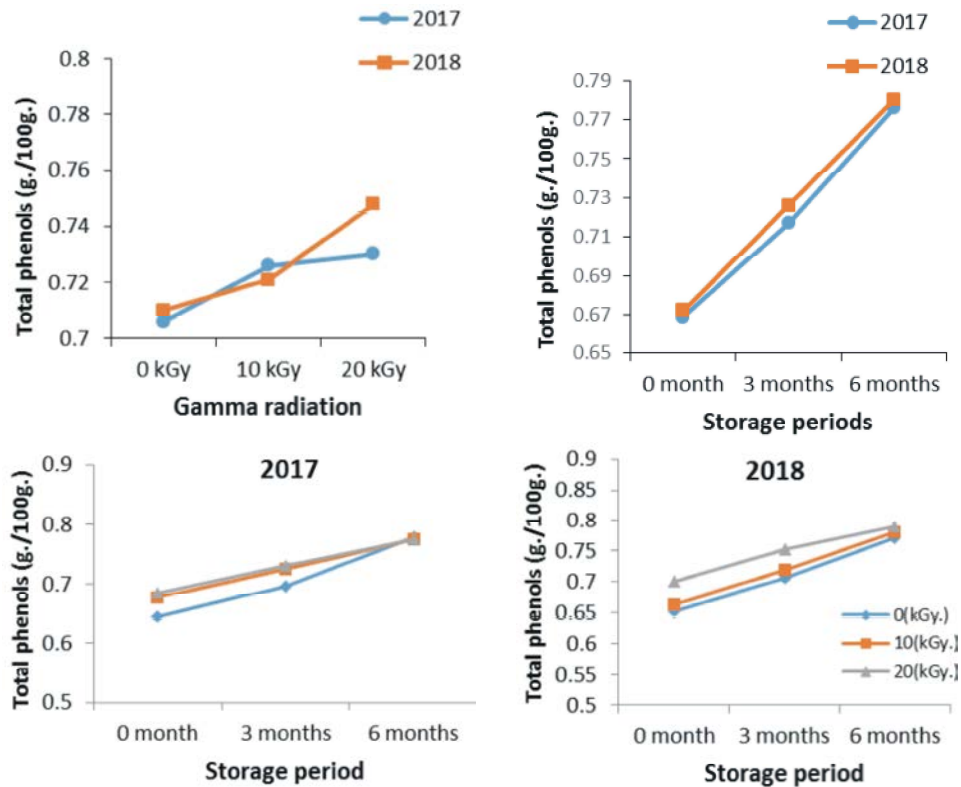 2017
2018
Total phenols (g./100g.)
0.8
0.78
0.76
0.74
0.72
0.7
0 kGy 10 kGy 20 kGy
Gamma radiation
2017
2018
Total phenols (g./100g.)
0.79
0.77
0.75
0.73
0.71
0.69
0.67
0.65
0 month 3 months 6 months
Storage periods
2017
Total phenols (g./100g.)
0.9
0.8
0.7
0.6
0.5
0 month 3 months 6 months
Storage period
2018
Total phenols (g./100g.)
0.9
0.85
0.8
0.75
0.7
0.65
0.6
0.55
0.5
0(kGy.)
10(kGy.)
20(kGy.)
0 month 3 months 6 months
Storage period